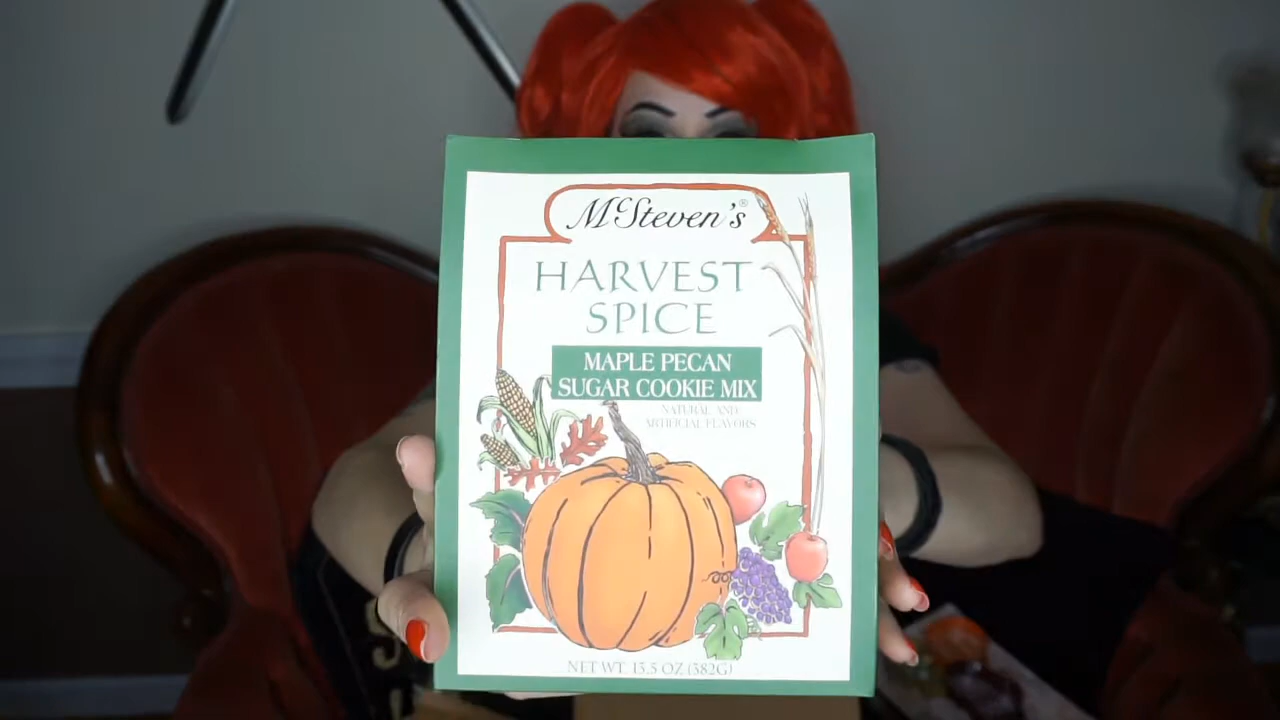 McSteven's®
HARVEST
SPICE
MAPLE PECAN
SUGAR COOKIE MIX
NATURAL AND
ARTIFICIAL FLAVORS
NET WT. 13.5 OZ (382G)